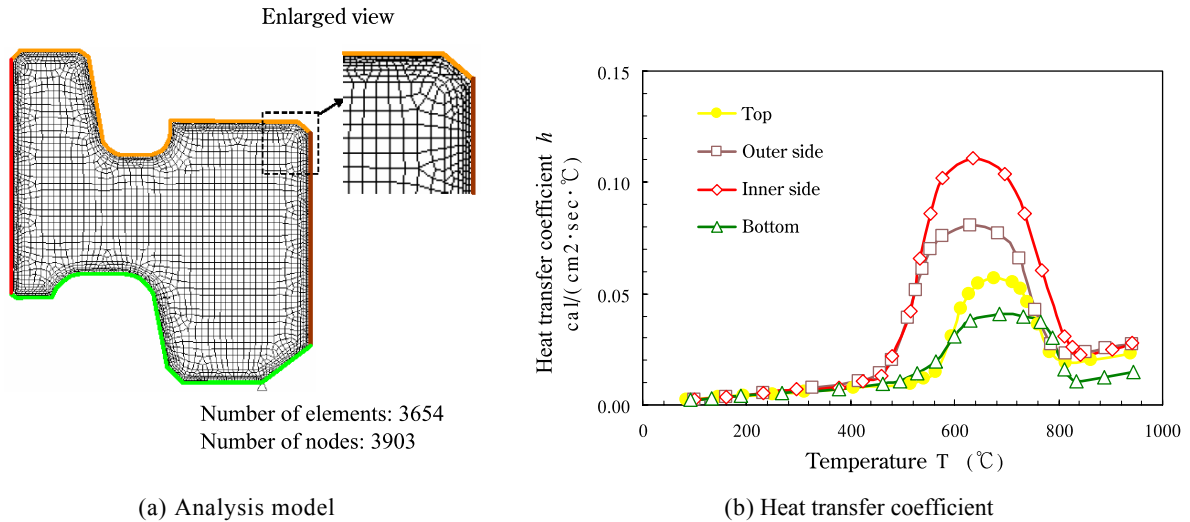 Enlarged view
Number of elements: 3654
Number of nodes: 3903
(a) Analysis model
Heat transfer coefficient h
cal/(cm2·sec·℃)
0.15
0.10
0.05
0.00
Top
Outer side
Inner side
Bottom
0 200 400 600 800 1000
Temperature T (℃)
(b) Heat transfer coefficient